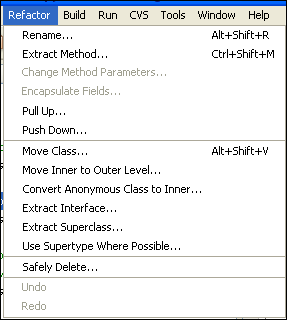 Refactor Build Run CVS Tools Window Help
Rename... Alt+Shift+R
Extract Method... Ctrl+Shift+M
Change Method Parameters...
Encapsulate Fields...
Pull Up...
Push Down...
Move Class... Alt+Shift+V
Move Inner to Outer Level...
Convert Anonymous Class to Inner...
Extract Interface...
Extract Superclass...
Use Supertype Where Possible...
Safely Delete...
Undo
Redo